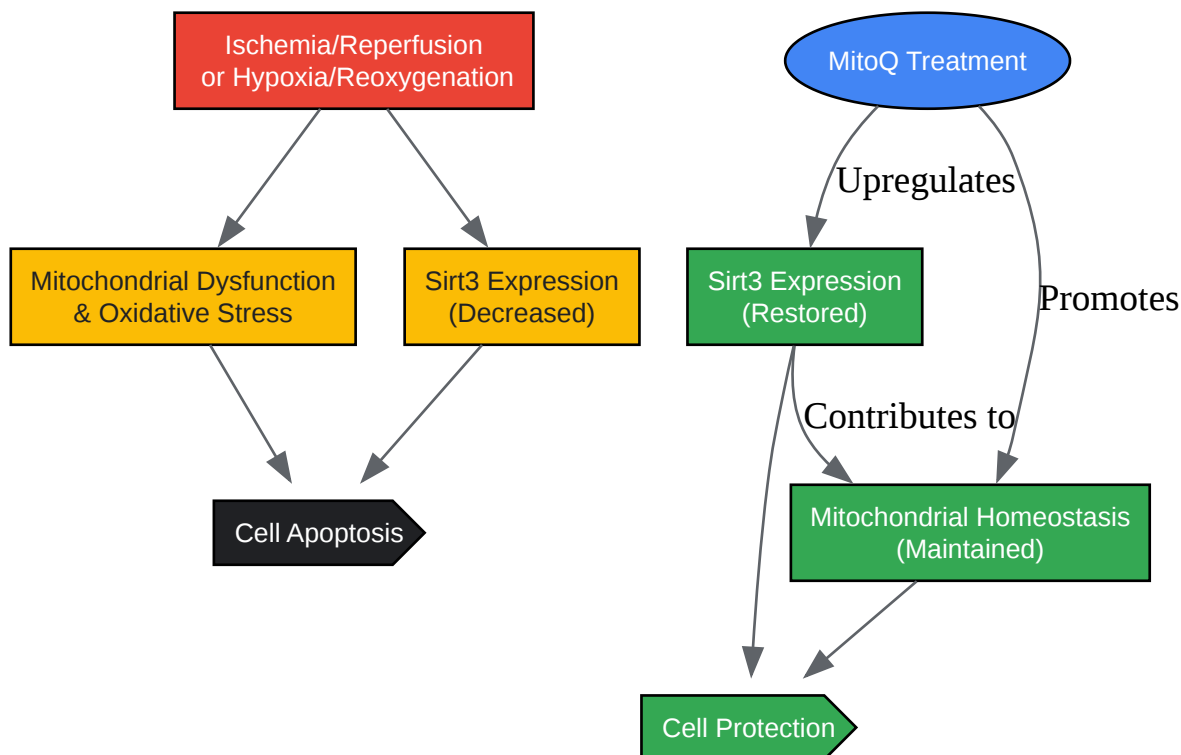 Ischemia/Reperfusion
or Hypoxia/Reoxygenation
MitoQ Treatment
Upregulates
Mitochondrial Dysfunction
& Oxidative Stress
Sirt3 Expression
(Decreased)
Sirt3 Expression
(Restored)
Promotes
Contributes to
Cell Apoptosis
Mitochondrial Homeostasis
(Maintained)
Cell Protection